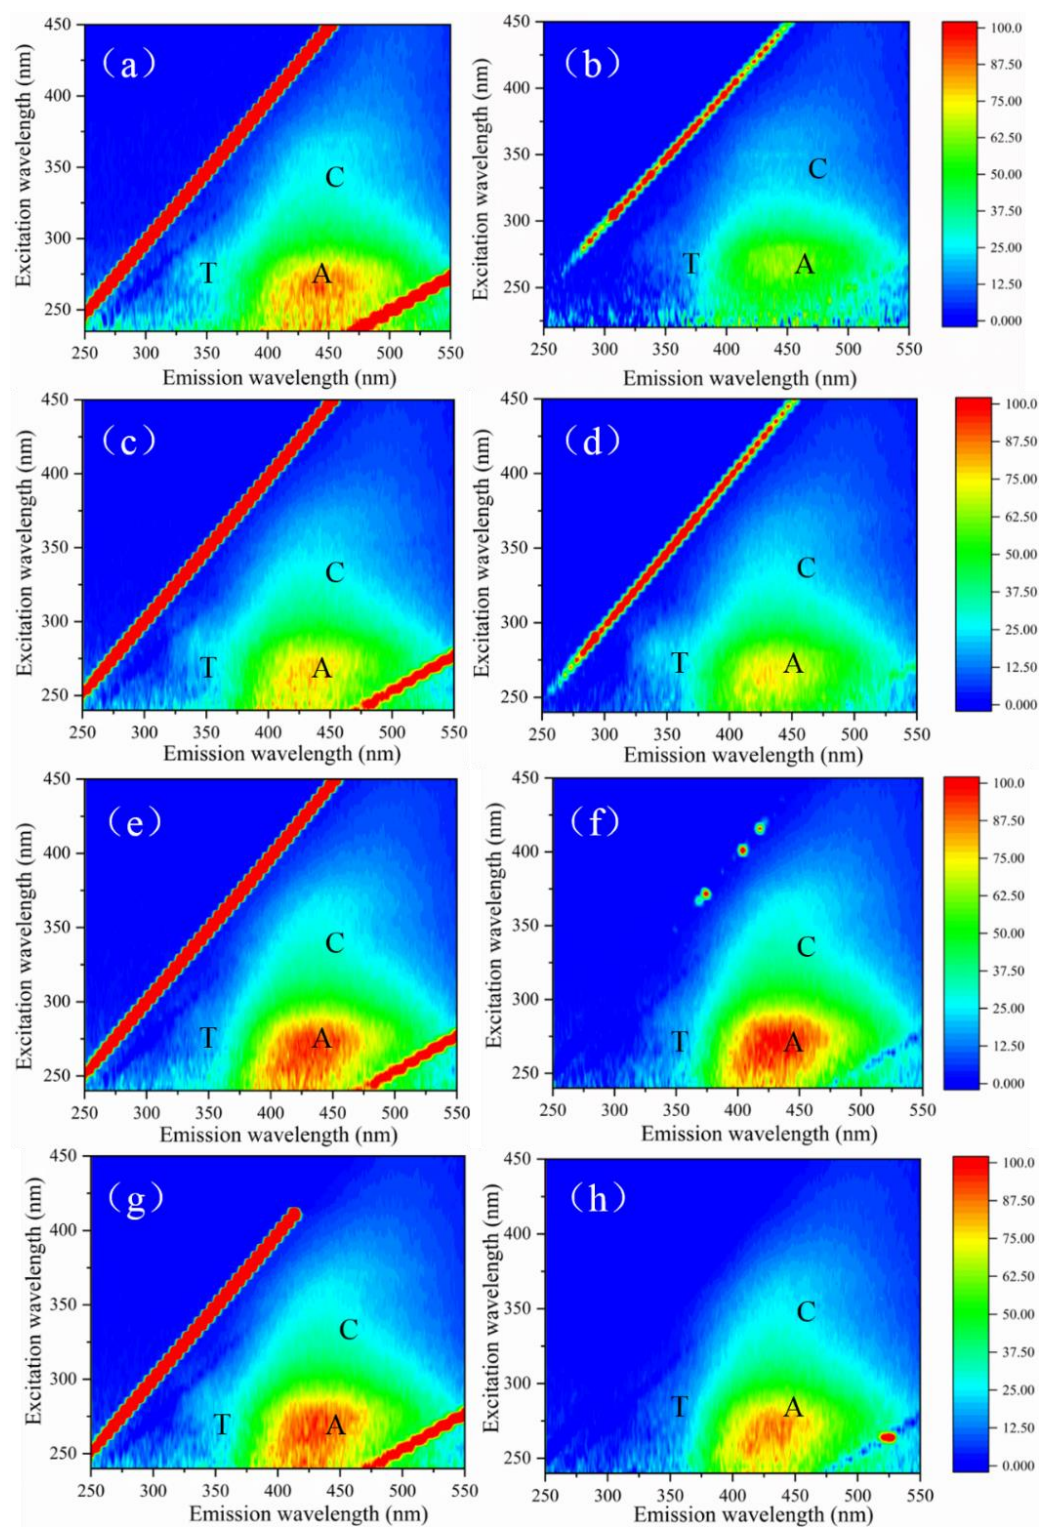 (a)
C
T
A
450
400
350
300
250
250 300 350 400 450 500 550
Excitation wavelength (nm)
Emission wavelength (nm)
(b)
C
T
A
450
400
350
300
250
250 300 350 400 450 500 550
Excitation wavelength (nm)
Emission wavelength (nm)
100.0
87.50
75.00
62.50
50.00
37.50
25.00
12.50
0.000
(c)
C
T
A
450
400
350
300
250
250 300 350 400 450 500 550
Excitation wavelength (nm)
Emission wavelength (nm)
(d)
C
T
A
450
400
350
300
250
250 300 350 400 450 500 550
Excitation wavelength (nm)
Emission wavelength (nm)
100.0
87.50
75.00
62.50
50.00
37.50
25.00
12.50
0.000
(e)
C
T
A
450
400
350
300
250
250 300 350 400 450 500 550
Excitation wavelength (nm)
Emission wavelength (nm)
(f)
C
T
A
450
400
350
300
250
250 300 350 400 450 500 550
Excitation wavelength (nm)
Emission wavelength (nm)
100.0
87.50
75.00
62.50
50.00
37.50
25.00
12.50
0.000
(g)
C
T
A
450
400
350
300
250
250 300 350 400 450 500 550
Excitation wavelength (nm)
Emission wavelength (nm)
(h)
C
T
A
450
400
350
300
250
250 300 350 400 450 500 550
Excitation wavelength (nm)
Emission wavelength (nm)
100.0
87.50
75.00
62.50
50.00
37.50
25.00
12.50
0.000